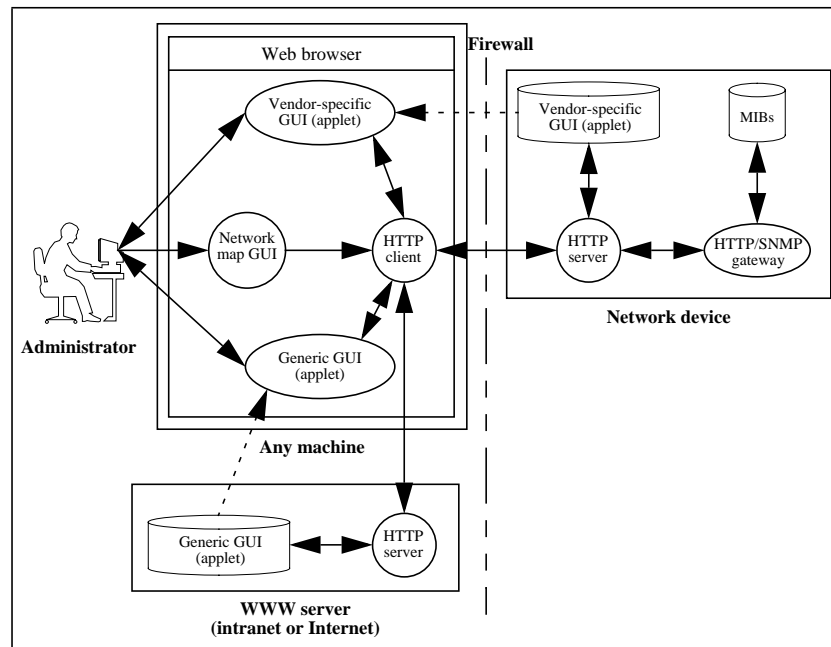 Web browser
Firewall
Vendor-specific
GUI (applet)
Vendor-specific
GUI (applet)
MIBs
Network
map GUI
HTTP
client
HTTP
server
HTTP/SNMP
gateway
Network device
Administrator
Generic GUI
(applet)
Any machine
Generic GUI
(applet)
HTTP
server
WWW server
(intranet or Internet)